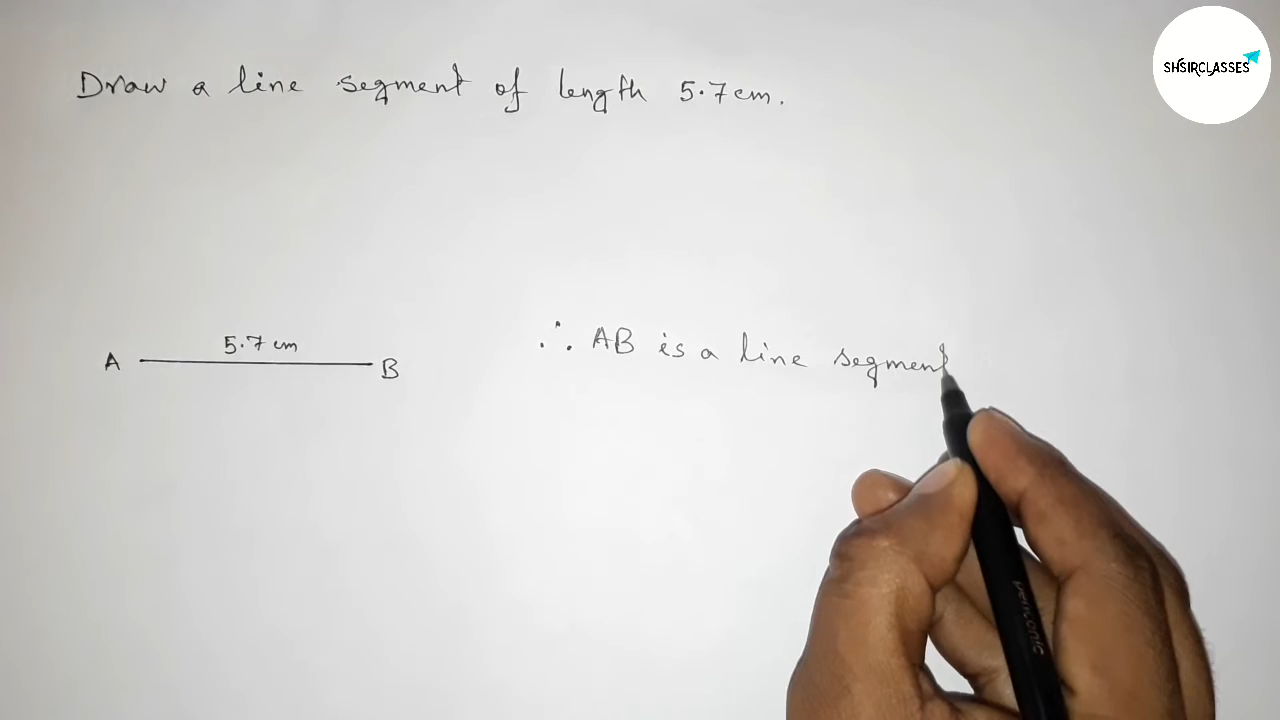 SHSIRCLASSES
Draw a line segment of length 5.7 cm.
5.7 cm
A B
∴ AB is a line segment